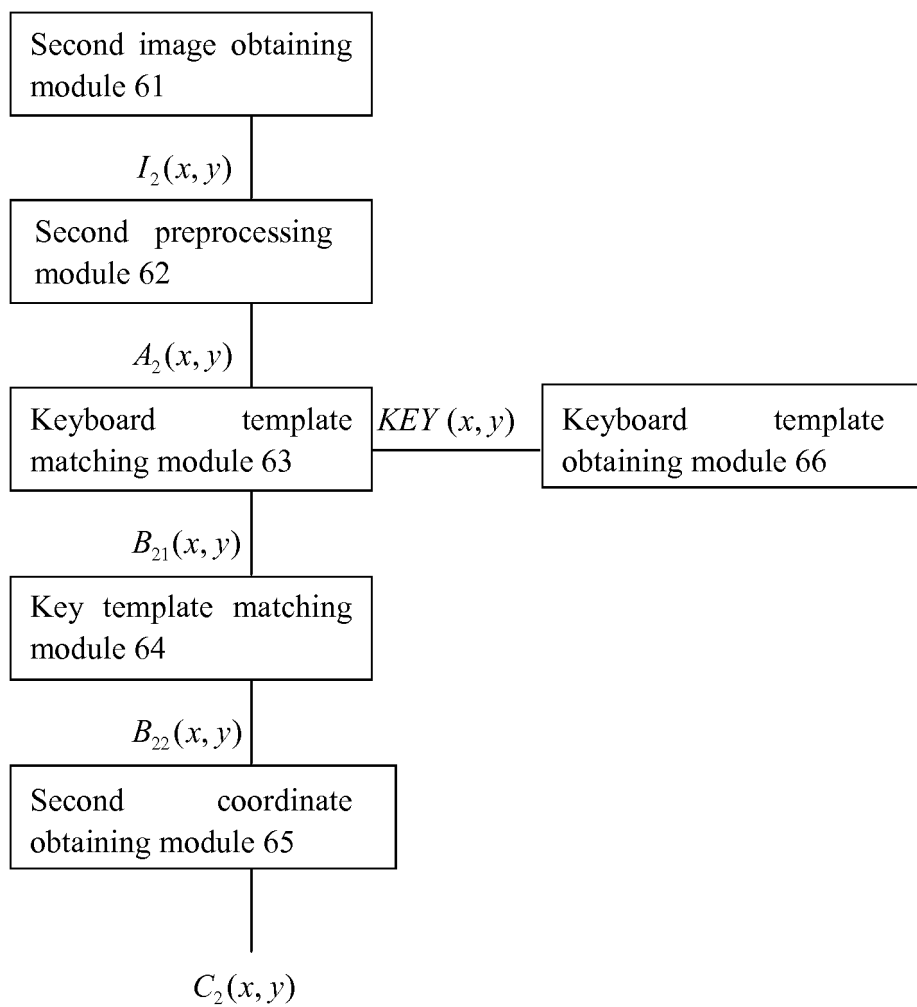 Second image obtaining
module 61
I₂(x, y)
Second preprocessing
module 62
A₂(x, y)
Keyboard template
matching module 63
KEY (x, y)
Keyboard template
obtaining module 66
B₂₁(x, y)
Key template matching
module 64
B₂₂(x, y)
Second coordinate
obtaining module 65
C₂(x, y)